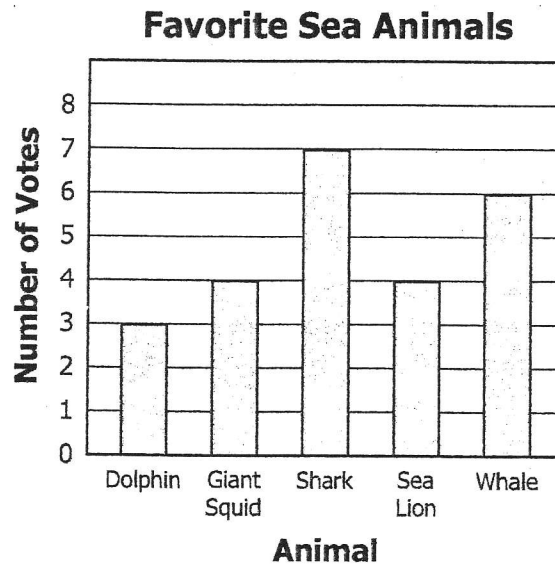 Favorite Sea Animals
Number of Votes
8
7
6
5
4
3
2
1
0
Dolphin
Giant
Squid
Shark
Sea
Lion
Whale
Animal